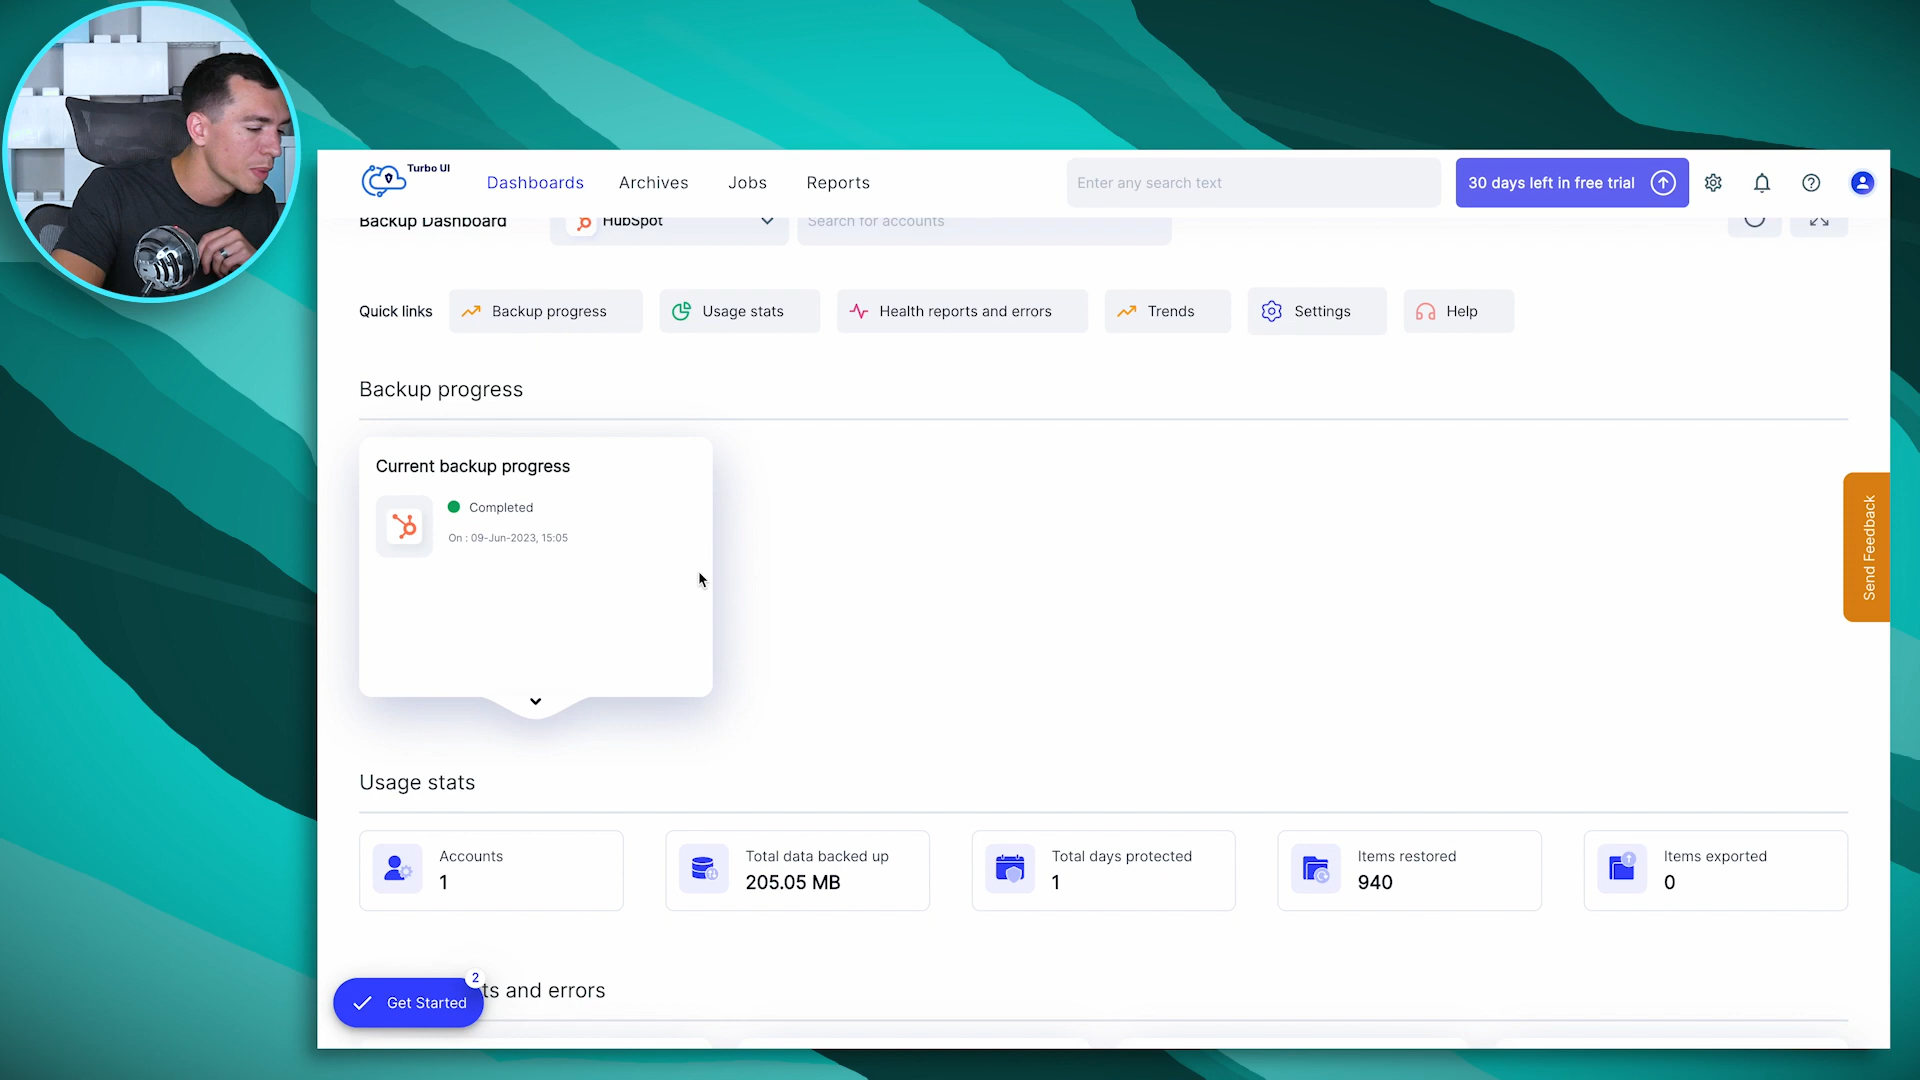 Turbo UI
Dashboards
Archives
Jobs
Reports
Enter any search text
30 days left in free trial
Backup Dashboard
HubSpot
Search for accounts
Quick links
Backup progress
Usage stats
Health reports and errors
Trends
Settings
Help
Backup progress
Current backup progress
Completed
On : 09-Jun-2023, 15:05
Send Feedback
Usage stats
Accounts
1
Total data backed up
205.05 MB
Total days protected
1
Items restored
940
Items exported
0
2
Get Started
ts and errors